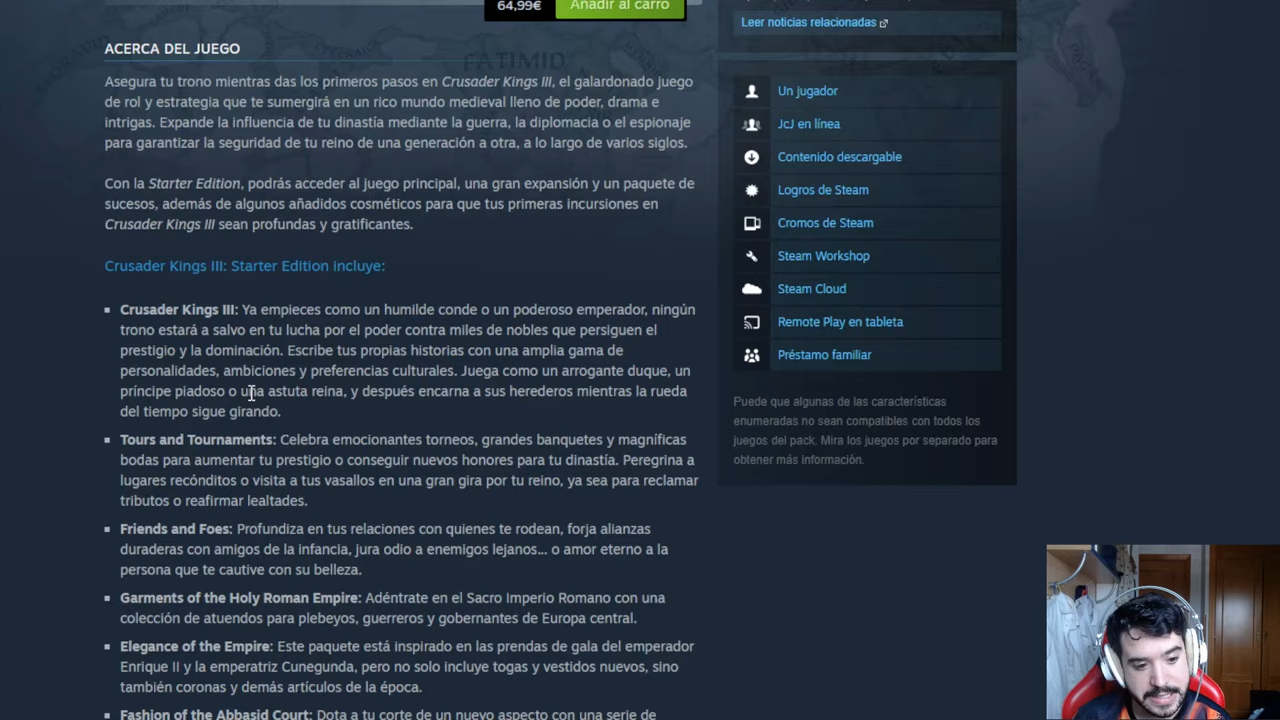 64,99€
Añadir al carro
Leer noticias relacionadas
ACERCA DEL JUEGO
FATIMID
Asegura tu trono mientras das los primeros pasos en Crusader Kings III, el galardonado juego
de rol y estrategia que te sumergirá en un rico mundo medieval lleno de poder, drama e
intrigas. Expande la influencia de tu dinastía mediante la guerra, la diplomacia o el espionaje
para garantizar la seguridad de tu reino de una generación a otra, a lo largo de varios siglos.
Con la Starter Edition, podrás acceder al juego principal, una gran expansión y un paquete de
sucesos, además de algunos añadidos cosméticos para que tus primeras incursiones en
Crusader Kings III sean profundas y gratificantes.
Crusader Kings III: Starter Edition incluye:
Crusader Kings III: Ya empieces como un humilde conde o un poderoso emperador, ningún
trono estará a salvo en tu lucha por el poder contra miles de nobles que persiguen el
prestigio y la dominación. Escribe tus propias historias con una amplia gama de
personalidades, ambiciones y preferencias culturales. Juega como un arrogante duque, un
príncipe piadoso o una astuta reina, y después encarna a sus herederos mientras la rueda
del tiempo sigue girando.
Tours and Tournaments: Celebra emocionantes torneos, grandes banquetes y magníficas
bodas para aumentar tu prestigio o conseguir nuevos honores para tu dinastía. Peregrina a
lugares recónditos o visita a tus vasallos en una gran gira por tu reino, ya sea para reclamar
tributos o reafirmar lealtades.
Friends and Foes: Profundiza en tus relaciones con quienes te rodean, forja alianzas
duraderas con amigos de la infancia, jura odio a enemigos lejanos... o amor eterno a la
persona que te cautive con su belleza.
Garments of the Holy Roman Empire: Adéntrate en el Sacro Imperio Romano con una
colección de atuendos para plebeyos, guerreros y gobernantes de Europa central.
Elegance of the Empire: Este paquete está inspirado en las prendas de gala del emperador
Enrique II y la emperatriz Cunegunda, pero no solo incluye togas y vestidos nuevos, sino
también coronas y demás artículos de la época.
Fashion of the Abbasid Court: Dota a tu corte de un nuevo aspecto con una serie de
Un jugador
JcJ en línea
Contenido descargable
Logros de Steam
Cromos de Steam
Steam Workshop
Steam Cloud
Remote Play en tableta
Préstamo familiar
Puede que algunas de las características
enumeradas no sean compatibles con todos los
juegos del pack. Mira los juegos por separado para
obtener más información.